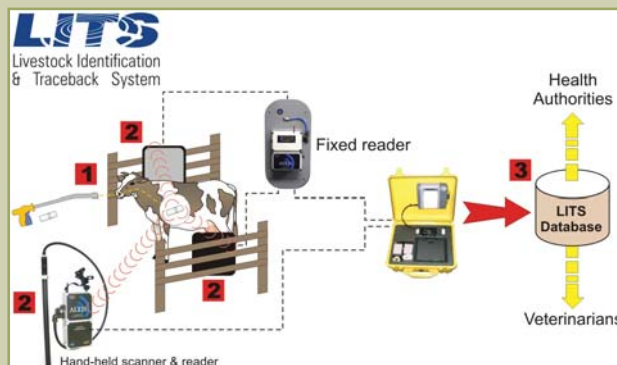 LITS
Livestock Identification
& Traceback System
Health
Authorities
2
Fixed reader
1
3
LITS
Database
2
2
Veterinarians
Hand-held scanner & reader